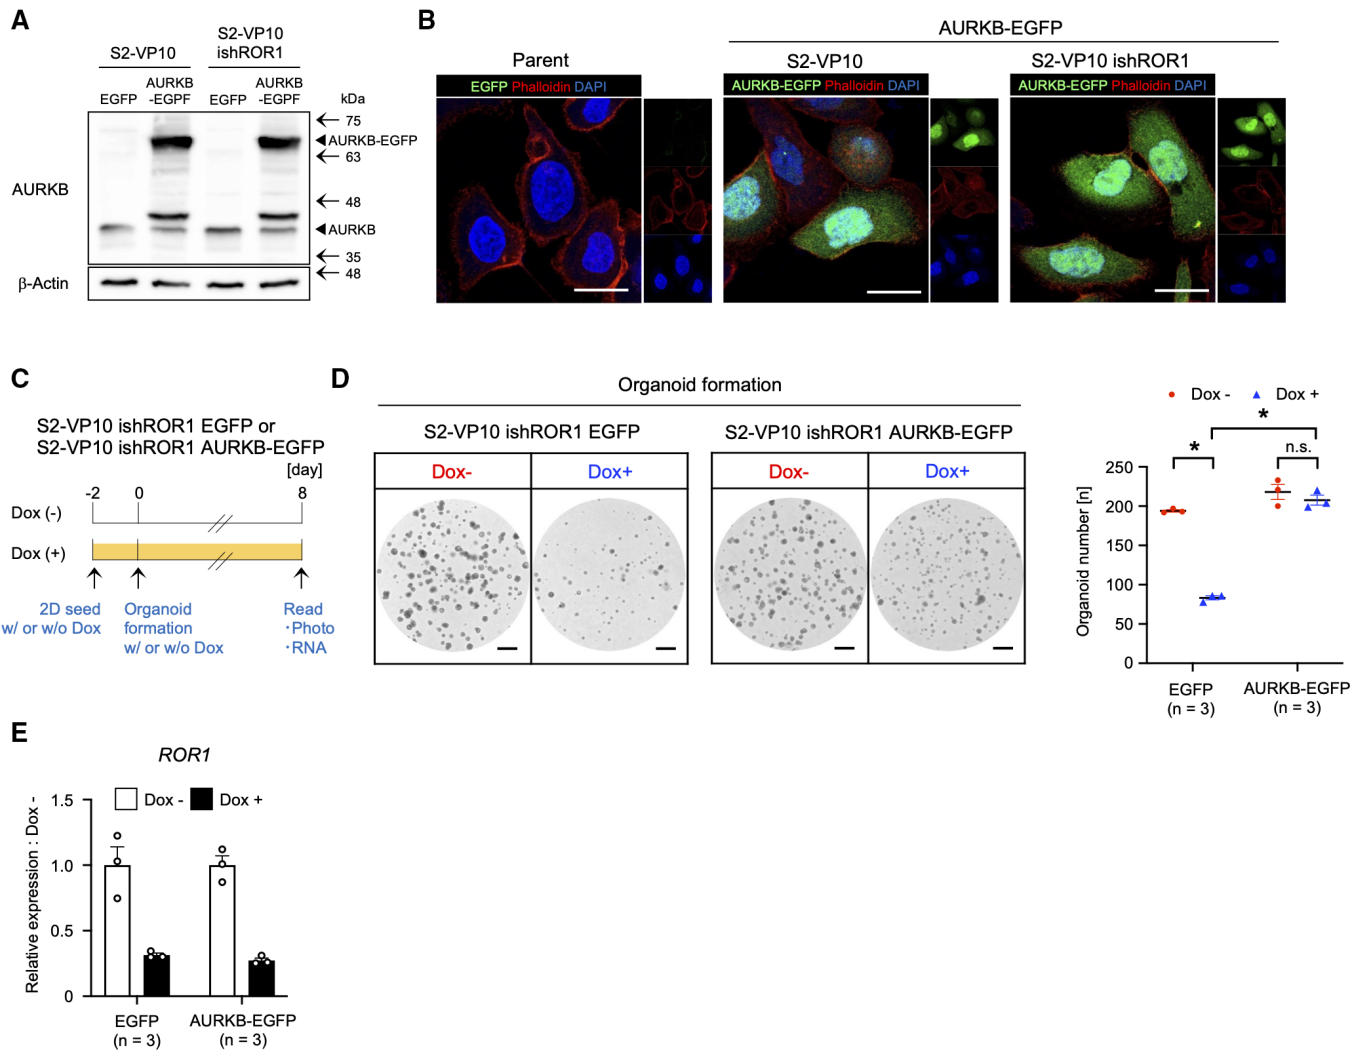 A
S2-VP10
S2-VP10
ishROR1
EGFP
AURKB
-EGPF
EGFP
AURKB
-EGPF
kDa
75
AURKB-EGFP
63
AURKB
48
AURKB
35
48
β-Actin
B
AURKB-EGFP
Parent
S2-VP10
S2-VP10 ishROR1
EGFP Phalloidin DAPI
AURKB-EGFP Phalloidin DAPI
AURKB-EGFP Phalloidin DAPI
C
S2-VP10 ishROR1 EGFP or
S2-VP10 ishROR1 AURKB-EGFP
[day]
-2
0
8
Dox (-)
Dox (+)
2D seed
w/ or w/o Dox
Organoid
formation
w/ or w/o Dox
Read
・Photo
・RNA
D
Organoid formation
S2-VP10 ishROR1 EGFP
S2-VP10 ishROR1 AURKB-EGFP
Dox-
Dox+
Dox-
Dox+
Dox -
Dox +
*
*
n.s.
Organoid number [n]
250
200
150
100
50
0
EGFP
(n = 3)
AURKB-EGFP
(n = 3)
E
ROR1
Dox -
Dox +
Relative expression : Dox -
1.5
1.0
0.5
0
EGFP
(n = 3)
AURKB-EGFP
(n = 3)